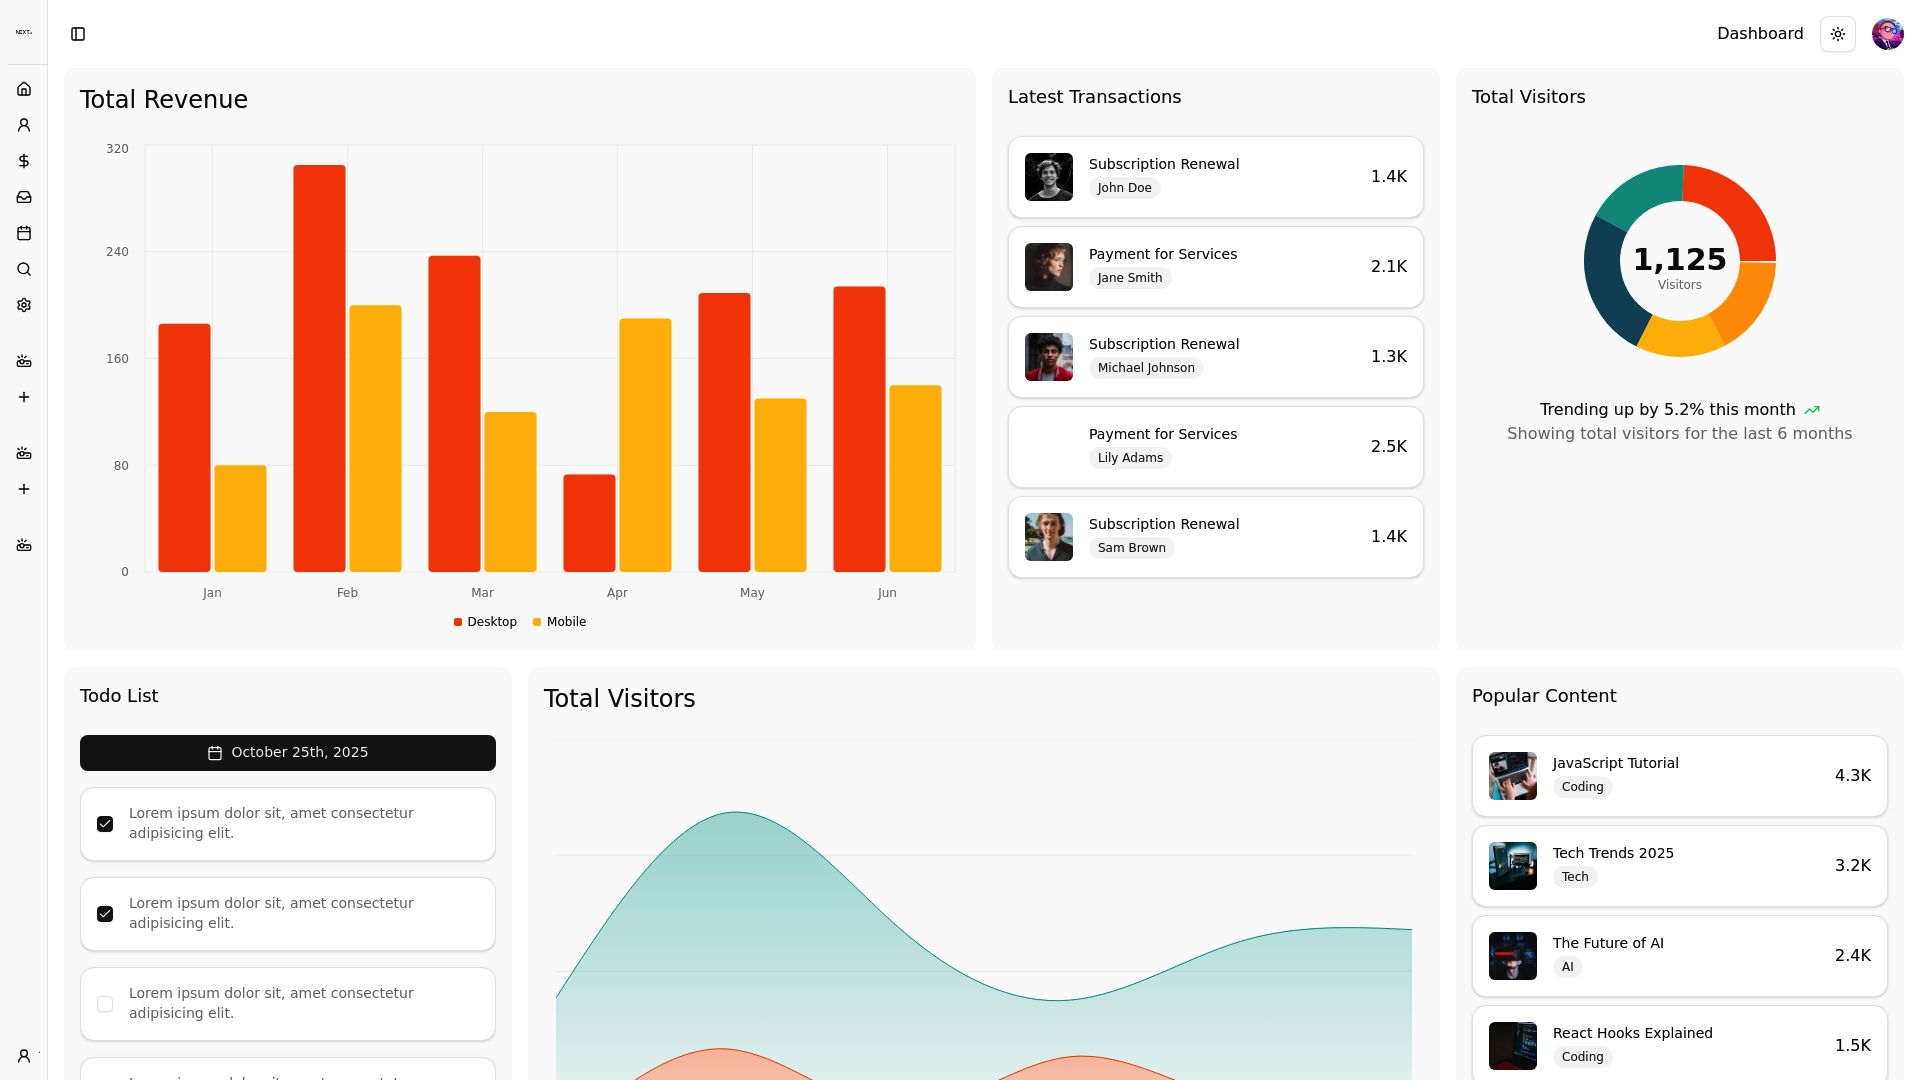 NEXT
Dashboard
Total Revenue
320
240
160
80
0
Jan
Feb
Mar
Apr
May
Jun
Desktop
Mobile
Latest Transactions
Subscription Renewal
John Doe
1.4K
Payment for Services
Jane Smith
2.1K
Subscription Renewal
Michael Johnson
1.3K
Payment for Services
Lily Adams
2.5K
Subscription Renewal
Sam Brown
1.4K
Total Visitors
1,125
Visitors
Trending up by 5.2% this month
Showing total visitors for the last 6 months
Todo List
October 25th, 2025
Lorem ipsum dolor sit, amet consectetur
adipisicing elit.
Lorem ipsum dolor sit, amet consectetur
adipisicing elit.
Lorem ipsum dolor sit, amet consectetur
adipisicing elit.
Lorem ipsum dolor sit, amet consectetur
Total Visitors
Popular Content
JavaScript Tutorial
Coding
4.3K
Tech Trends 2025
Tech
3.2K
The Future of AI
AI
2.4K
React Hooks Explained
Coding
1.5K